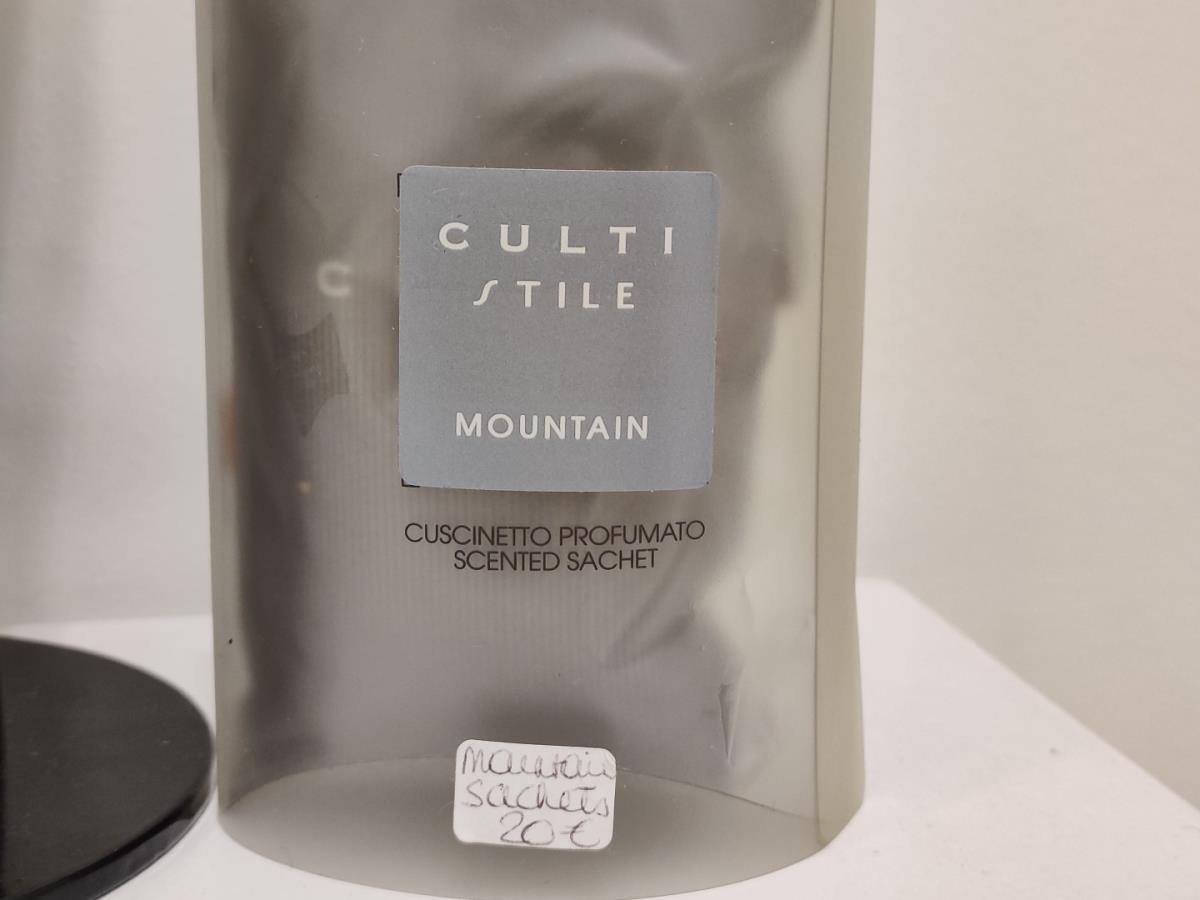 CULTI
STILE
MOUNTAIN
C
CUSCINETTO PROFUMATO
SCENTED SACHET
Mountain
sachets
20€